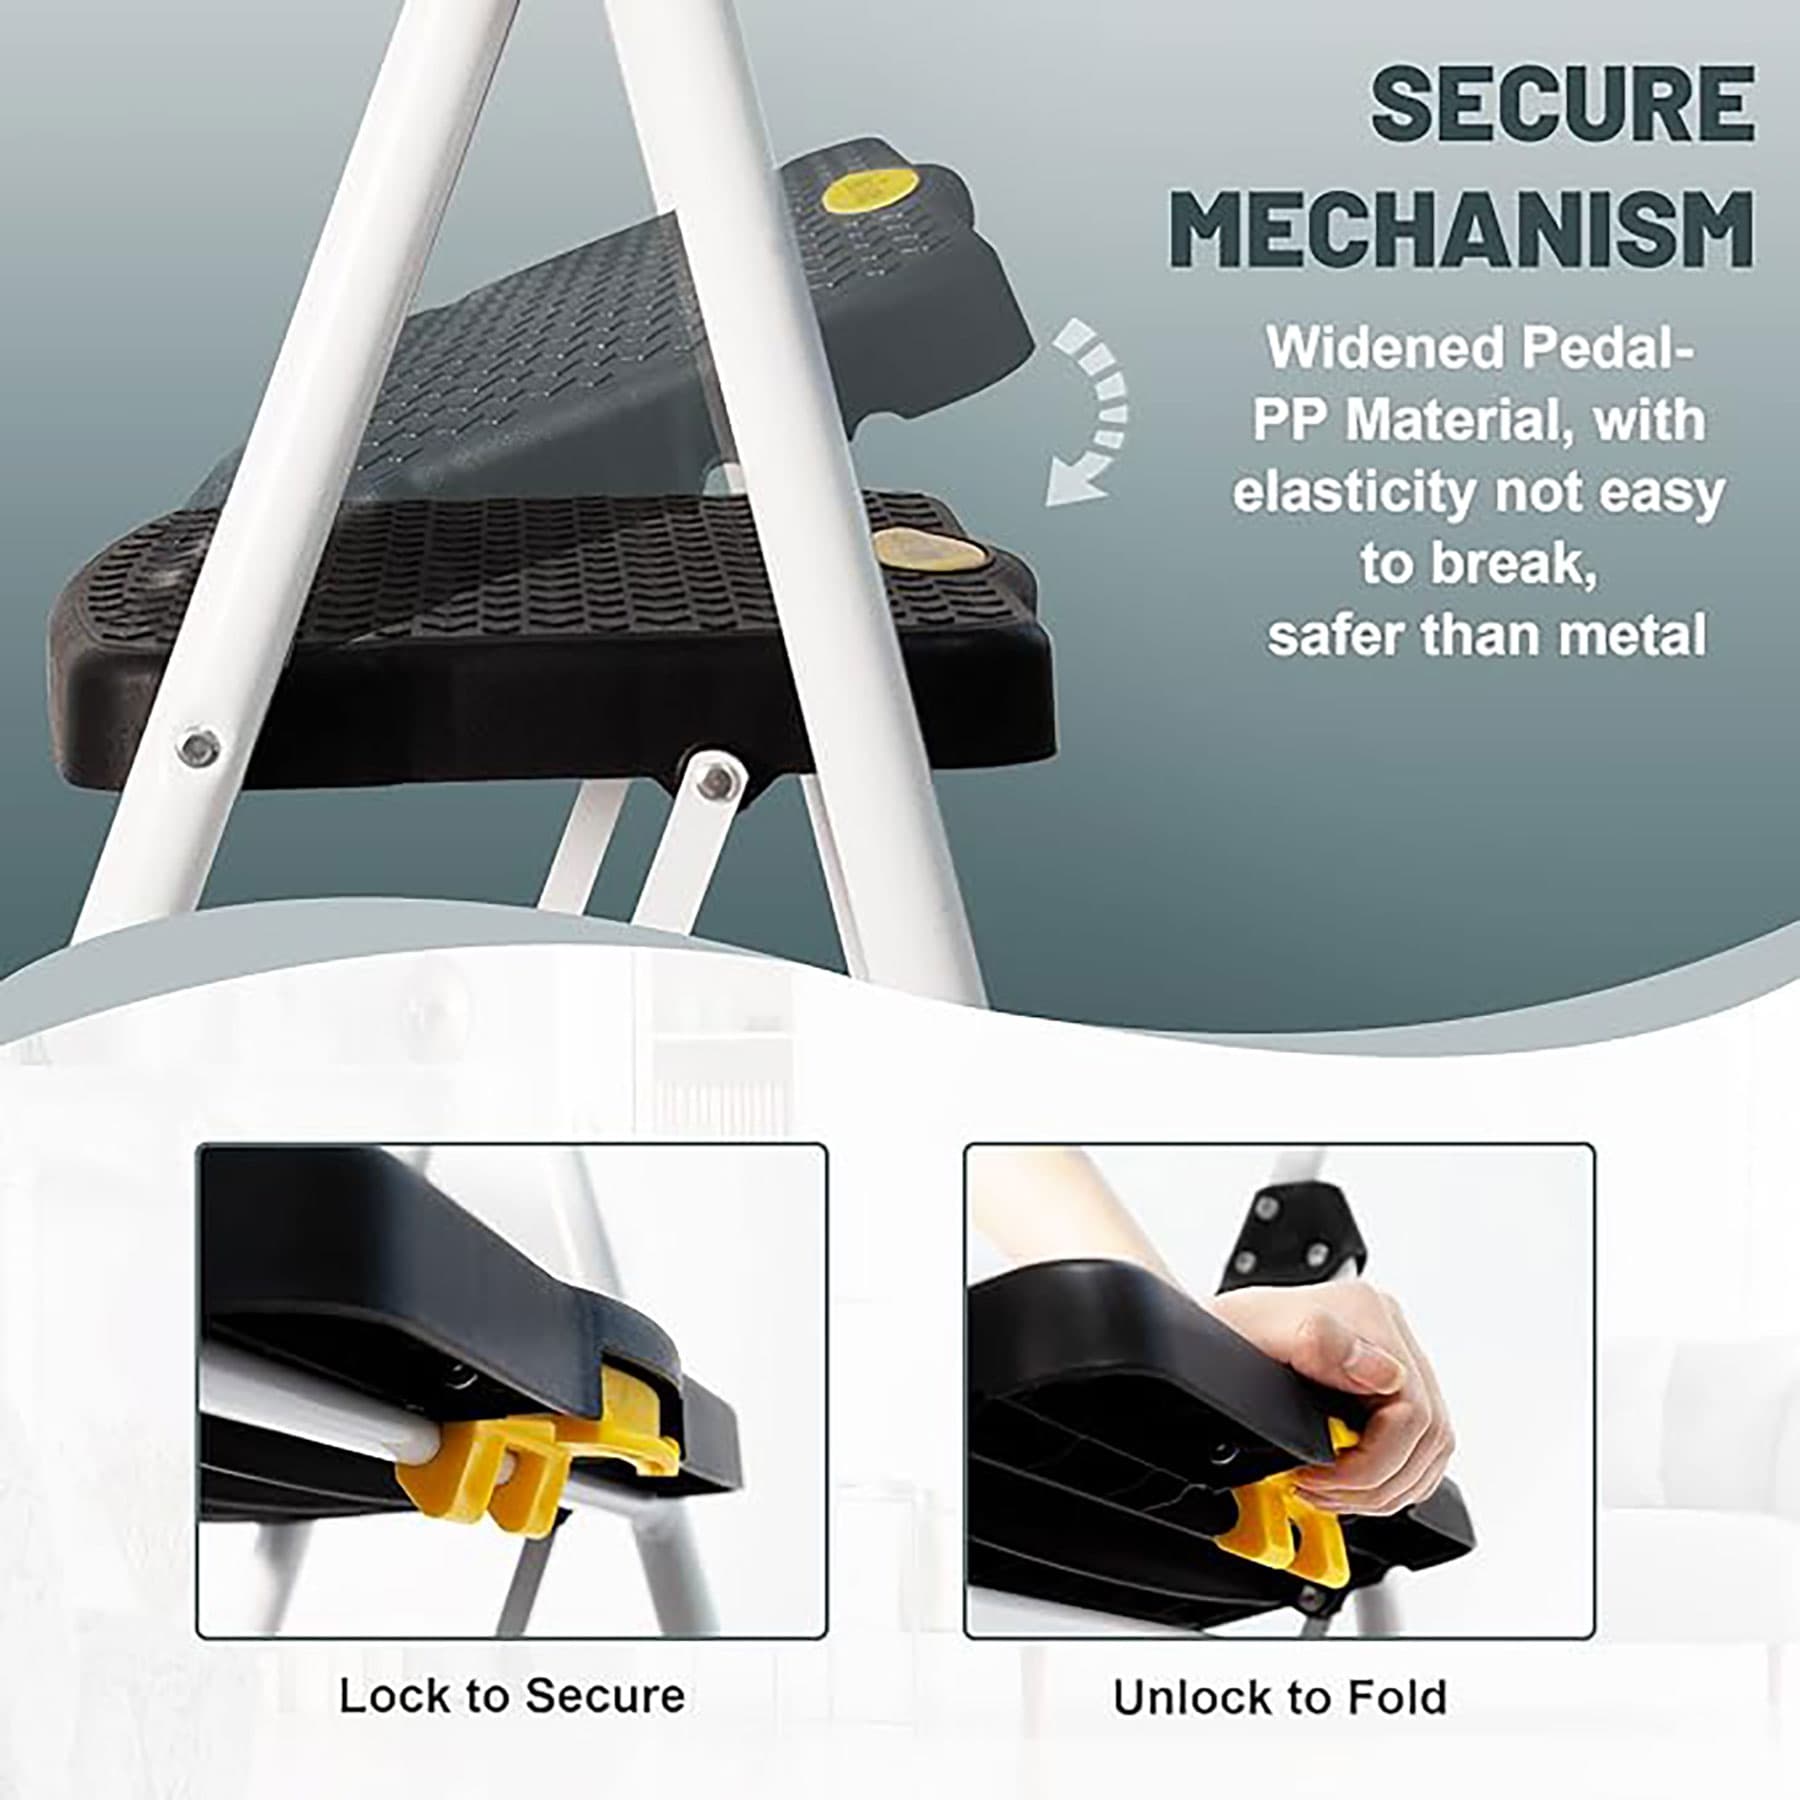 SECURE
MECHANISM
Widened Pedal-
PP Material, with
elasticity not easy
to break,
safer than metal
Lock to Secure
Unlock to Fold